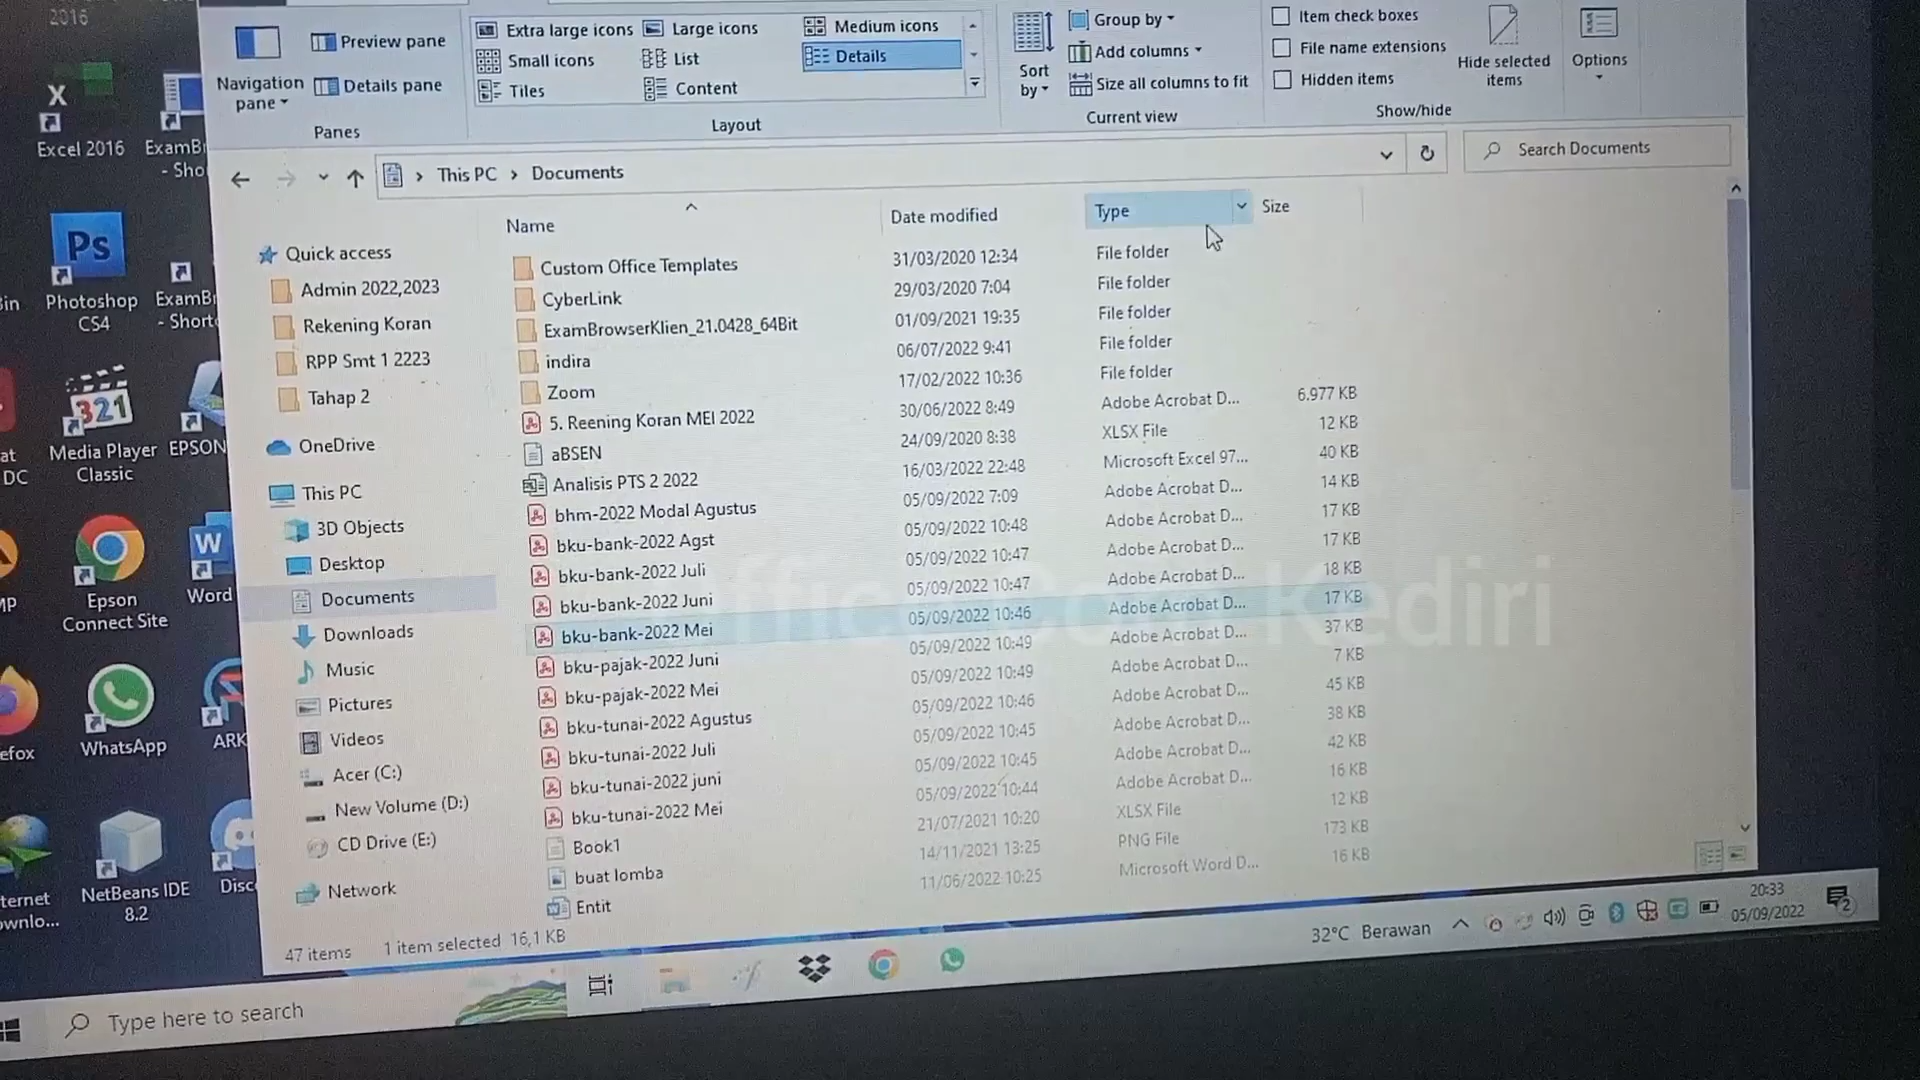 2016
Extra large icons
Large icons
Medium icons
Small icons
List
Details
Tiles
Content
Preview pane
Details pane
Navigation
pane
Panes
Layout
Sort
by
Group by
Add columns
Size all columns to fit
Current view
Item check boxes
File name extensions
Hidden items
Hide selected
items
Options
Show/hide
This PC > Documents
Search Documents
Name
Date modified
Type
Size
Custom Office Templates 31/03/2020 12:34 File folder
CyberLink 29/03/2020 7:04 File folder
ExamBrowserKlien_21.0428_64Bit 01/09/2021 19:35 File folder
indira 06/07/2022 9:41 File folder
Zoom 17/02/2022 10:36 File folder
5. Reening Koran MEI 2022 30/06/2022 8:49 Adobe Acrobat D... 6.977 KB
aBSEN 24/09/2020 8:38 XLSX File 12 KB
Analisis PTS 2 2022 16/03/2022 22:48 Microsoft Excel 97... 40 KB
bhm-2022 Modal Agustus 05/09/2022 7:09 Adobe Acrobat D... 14 KB
bku-bank-2022 Agst 05/09/2022 10:48 Adobe Acrobat D... 17 KB
bku-bank-2022 Juli 05/09/2022 10:47 Adobe Acrobat D... 17 KB
bku-bank-2022 Juni 05/09/2022 10:47 Adobe Acrobat D... 18 KB
bku-bank-2022 Mei 05/09/2022 10:46 Adobe Acrobat D... 17 KB
bku-pajak-2022 Juni 05/09/2022 10:49 Adobe Acrobat D... 37 KB
bku-pajak-2022 Mei 05/09/2022 10:49 Adobe Acrobat D... 7 KB
bku-tunai-2022 Agustus 05/09/2022 10:46 Adobe Acrobat D... 45 KB
bku-tunai-2022 Juli 05/09/2022 10:45 Adobe Acrobat D... 38 KB
bku-tunai-2022 juni 05/09/2022 10:45 Adobe Acrobat D... 42 KB
bku-tunai-2022 Mei 05/09/2022 10:44 Adobe Acrobat D... 16 KB
Book1 21/07/2021 10:20 XLSX File 12 KB
buat lomba 14/11/2021 13:25 PNG File 173 KB
Entit 11/06/2022 10:25 Microsoft Word D... 16 KB
Quick access
Admin 2022,2023
Rekening Koran
RPP Smt 1 2223
Tahap 2
OneDrive
This PC
3D Objects
Desktop
Documents
Downloads
Music
Pictures
Videos
Acer (C:)
New Volume (D:)
CD Drive (E:)
Network
47 items
1 item selected 16,1 KB
Excel 2016
ExamBr
- Sho
Ps
Photoshop
CS4
ExamBr
- Short
321
Media Player
Classic
EPSON
DC
Epson
Connect Site
W
Word
WhatsApp
ARK
efox
NetBeans IDE
8.2
Disc
ternet
ownlo...
Kediri
Type here to search
32°C Berawan
20:33
05/09/2022
2